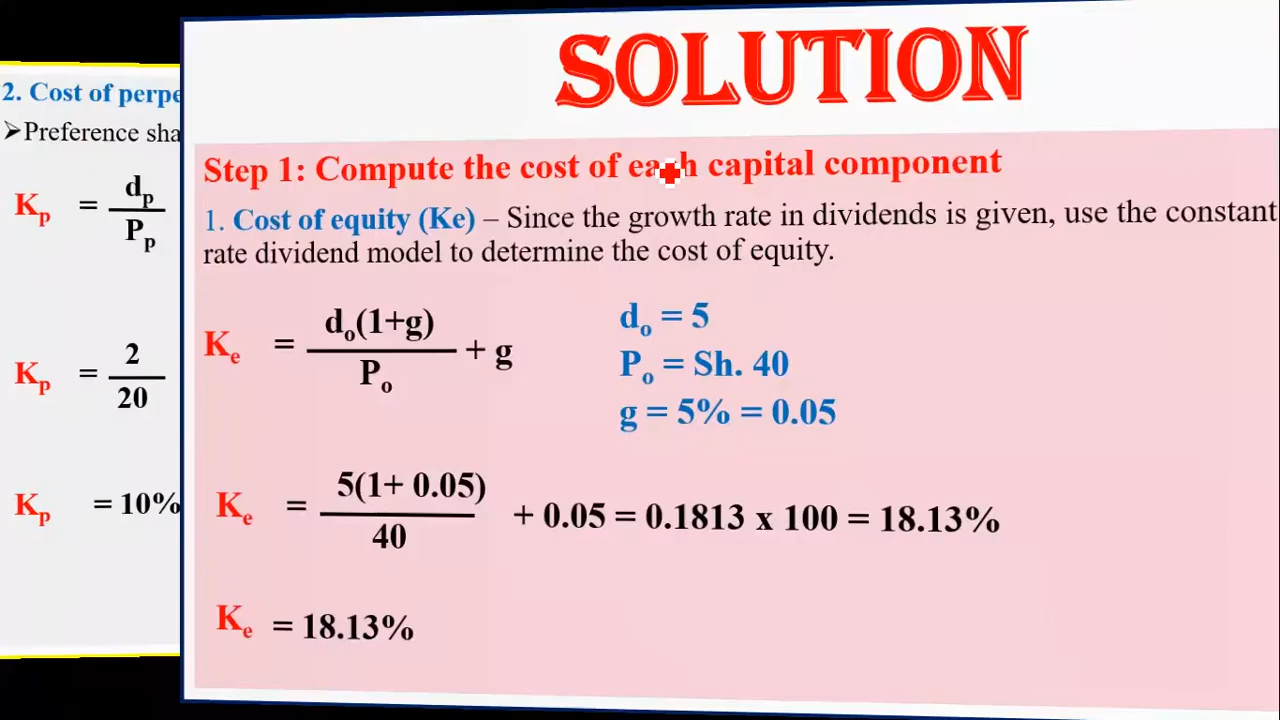 SOLUTION
Step 1: Compute the cost of each capital component
1. Cost of equity (Ke) – Since the growth rate in dividends is given, use the constant
rate dividend model to determine the cost of equity.
Ke = do(1+g) / Po + g
do = 5
Po = Sh. 40
g = 5% = 0.05
Ke = 5(1+ 0.05) / 40 + 0.05 = 0.1813 x 100 = 18.13%
Ke = 18.13%
2. Cost of
➤Preference
Kp = dp / Pp
Kp = 2 / 20
Kp = 10%